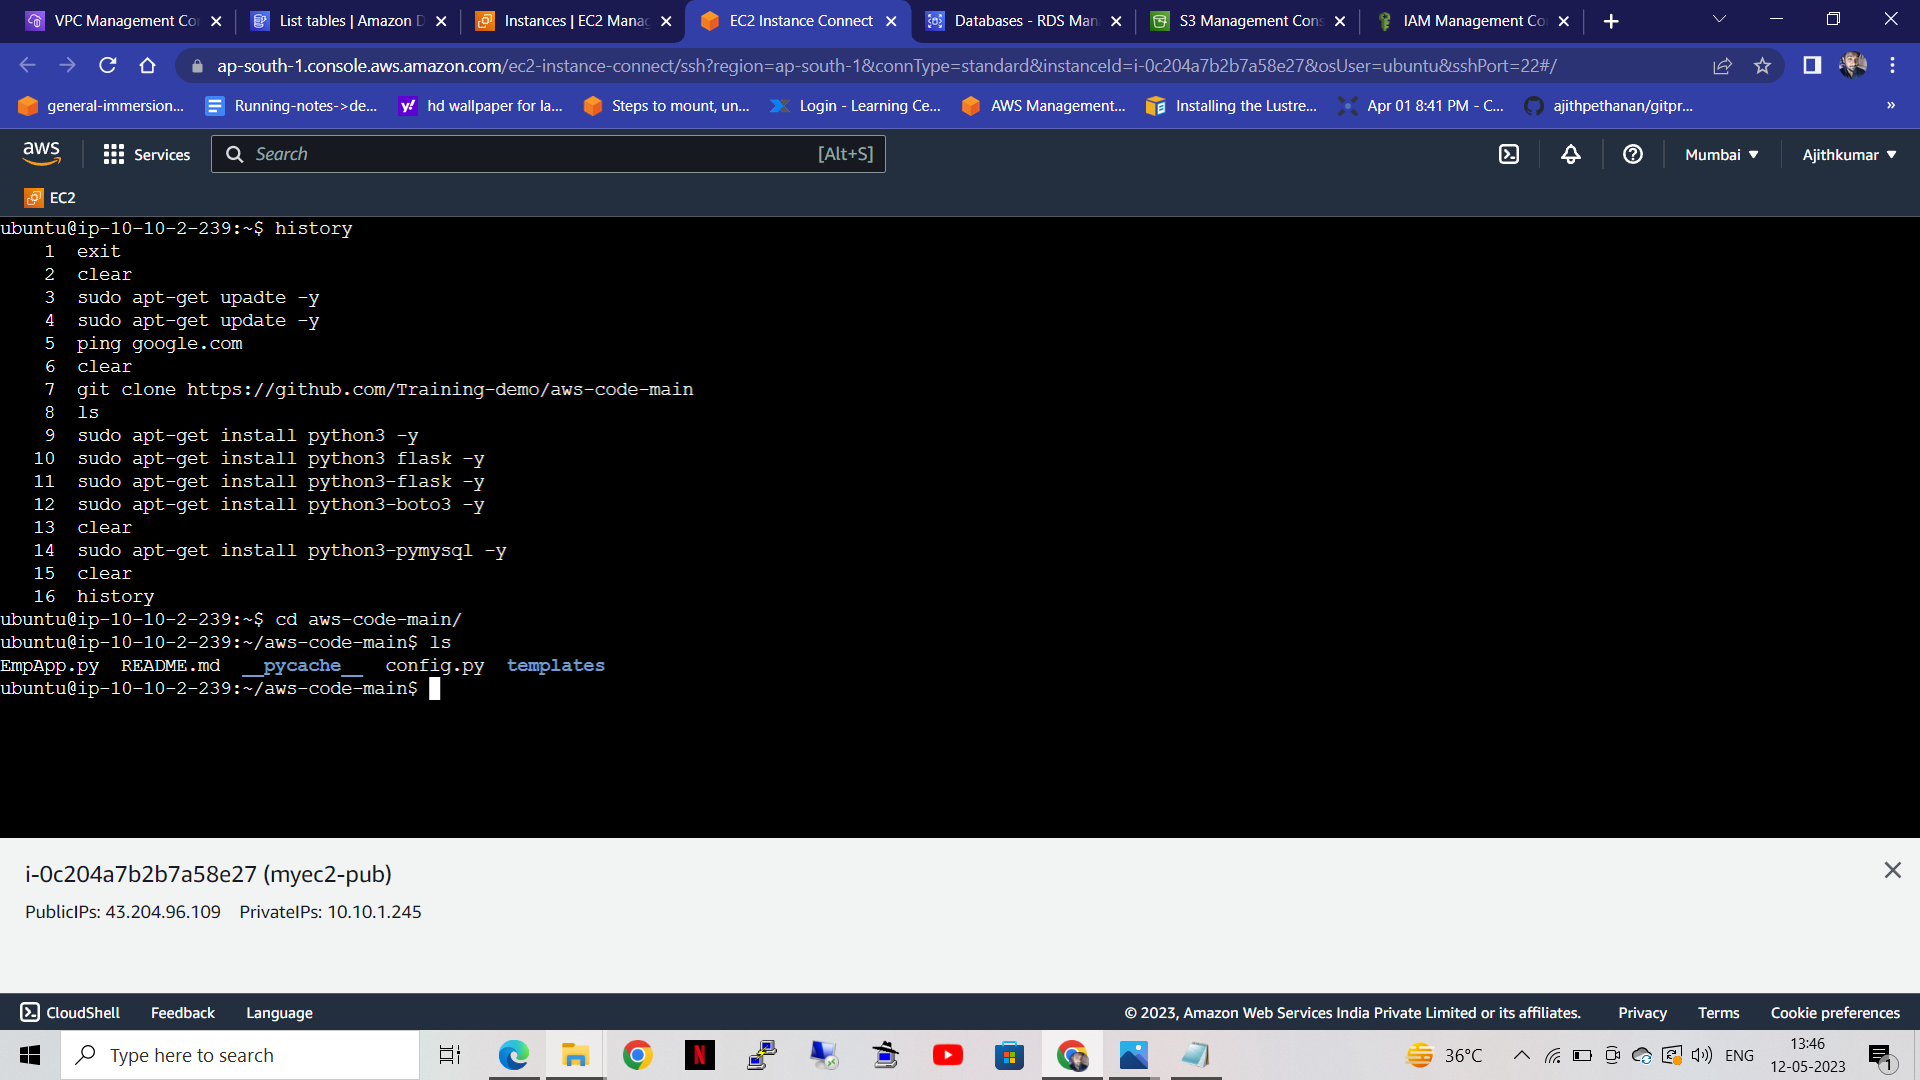 VPC Management Co
List tables | Amazon D
Instances | EC2 Manag
EC2 Instance Connect
Databases - RDS Man
S3 Management Cons
IAM Management Co
ap-south-1.console.aws.amazon.com/ec2-instance-connect/ssh?region=ap-south-1&connType=standard&instanceId=i-0c204a7b2b7a58e27&osUser=ubuntu&sshPort=22#/
general-immersion...
Running-notes->de...
hd wallpaper for la...
Steps to mount, un...
Login - Learning Ce...
AWS Management...
Installing the Lustre...
Apr 01 8:41 PM - C...
ajithpethanan/gitpr...
»
aws
Services
Search
[Alt+S]
Mumbai
Ajithkumar
EC2
ubuntu@ip-10-10-2-239:~$ history
1 exit
2 clear
3 sudo apt-get upadte -y
4 sudo apt-get update -y
5 ping google.com
6 clear
7 git clone https://github.com/Training-demo/aws-code-main
8 ls
9 sudo apt-get install python3 -y
10 sudo apt-get install python3 flask -y
11 sudo apt-get install python3-flask -y
12 sudo apt-get install python3-boto3 -y
13 clear
14 sudo apt-get install python3-pymysql -y
15 clear
16 history
ubuntu@ip-10-10-2-239:~$ cd aws-code-main/
ubuntu@ip-10-10-2-239:~/aws-code-main$ ls
EmpApp.py README.md __pycache__ config.py templates
ubuntu@ip-10-10-2-239:~/aws-code-main$
i-0c204a7b2b7a58e27 (myec2-pub)
PublicIPs: 43.204.96.109 PrivateIPs: 10.10.1.245
CloudShell
Feedback
Language
© 2023, Amazon Web Services India Private Limited or its affiliates.
Privacy
Terms
Cookie preferences
Type here to search
36°C
ENG
13:46
12-05-2023
1